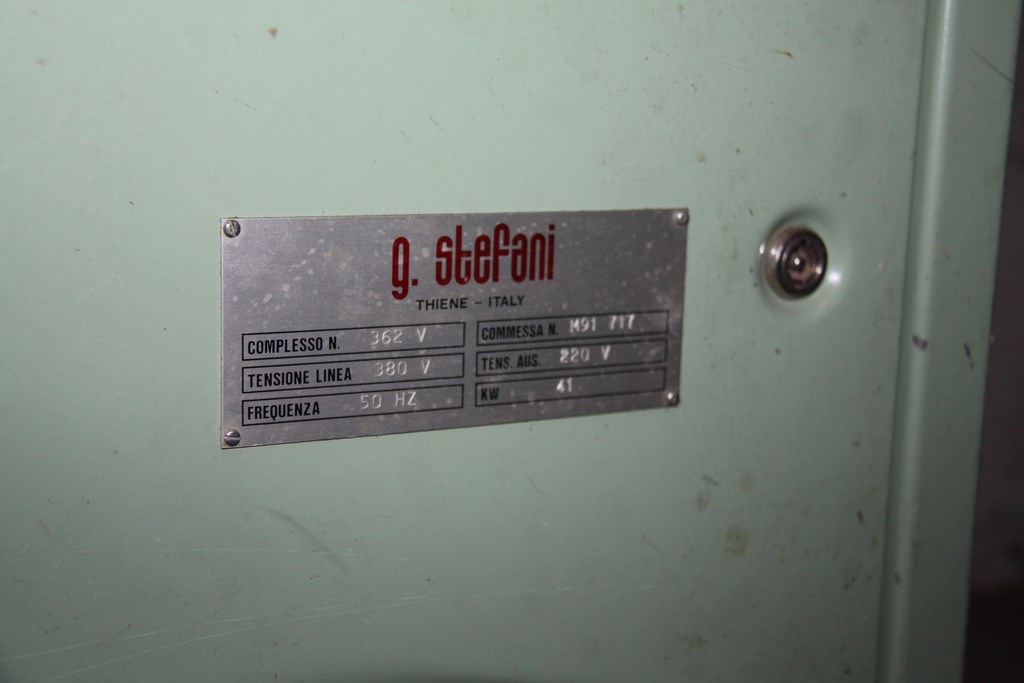 g. stefani
THIENE - ITALY
COMPLESSO N. 362 V
COMMESSA N. M91 717
TENSIONE LINEA 380 V
TENS. AUS. 220 V
FREQUENZA 50 HZ
KW 41